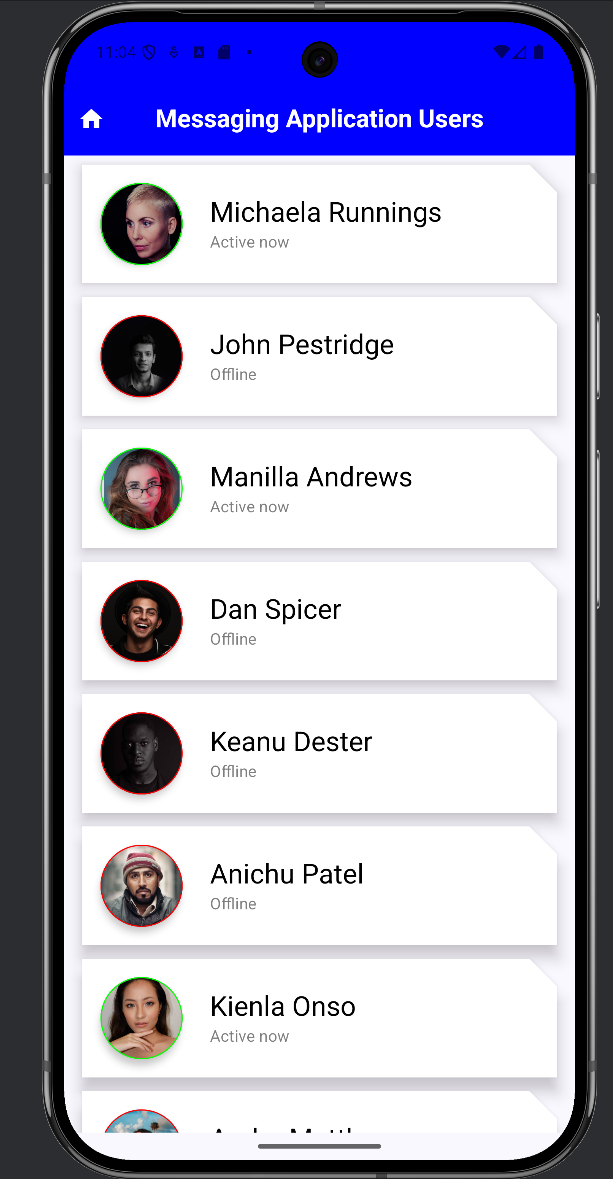 11:04
Messaging Application Users
Michaela Runnings
Active now
John Pestridge
Offline
Manilla Andrews
Active now
Dan Spicer
Offline
Keanu Dester
Offline
Anichu Patel
Offline
Kienla Onso
Active now